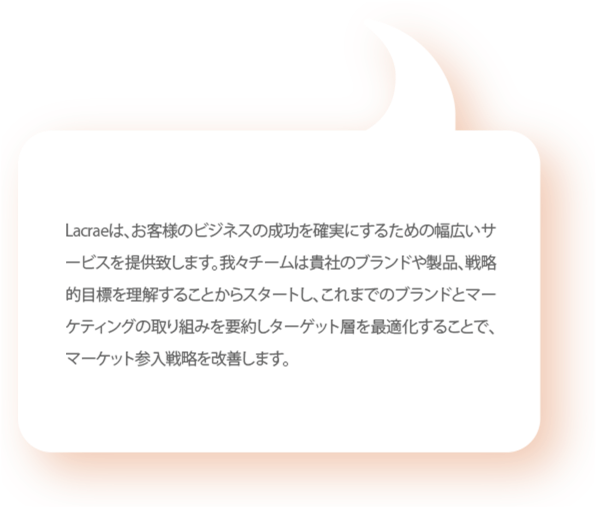 Lacraeは、お客様のビジネスの成功を確実にするための幅広いサ
ービスを提供致します。我々チームは貴社のブランドや製品、戦略
的目標を理解することからスタートし、これまでのブランドとマー
ケティングの取り組みを要約しターゲット層を最適化することで、
マーケット参入戦略を改善します。